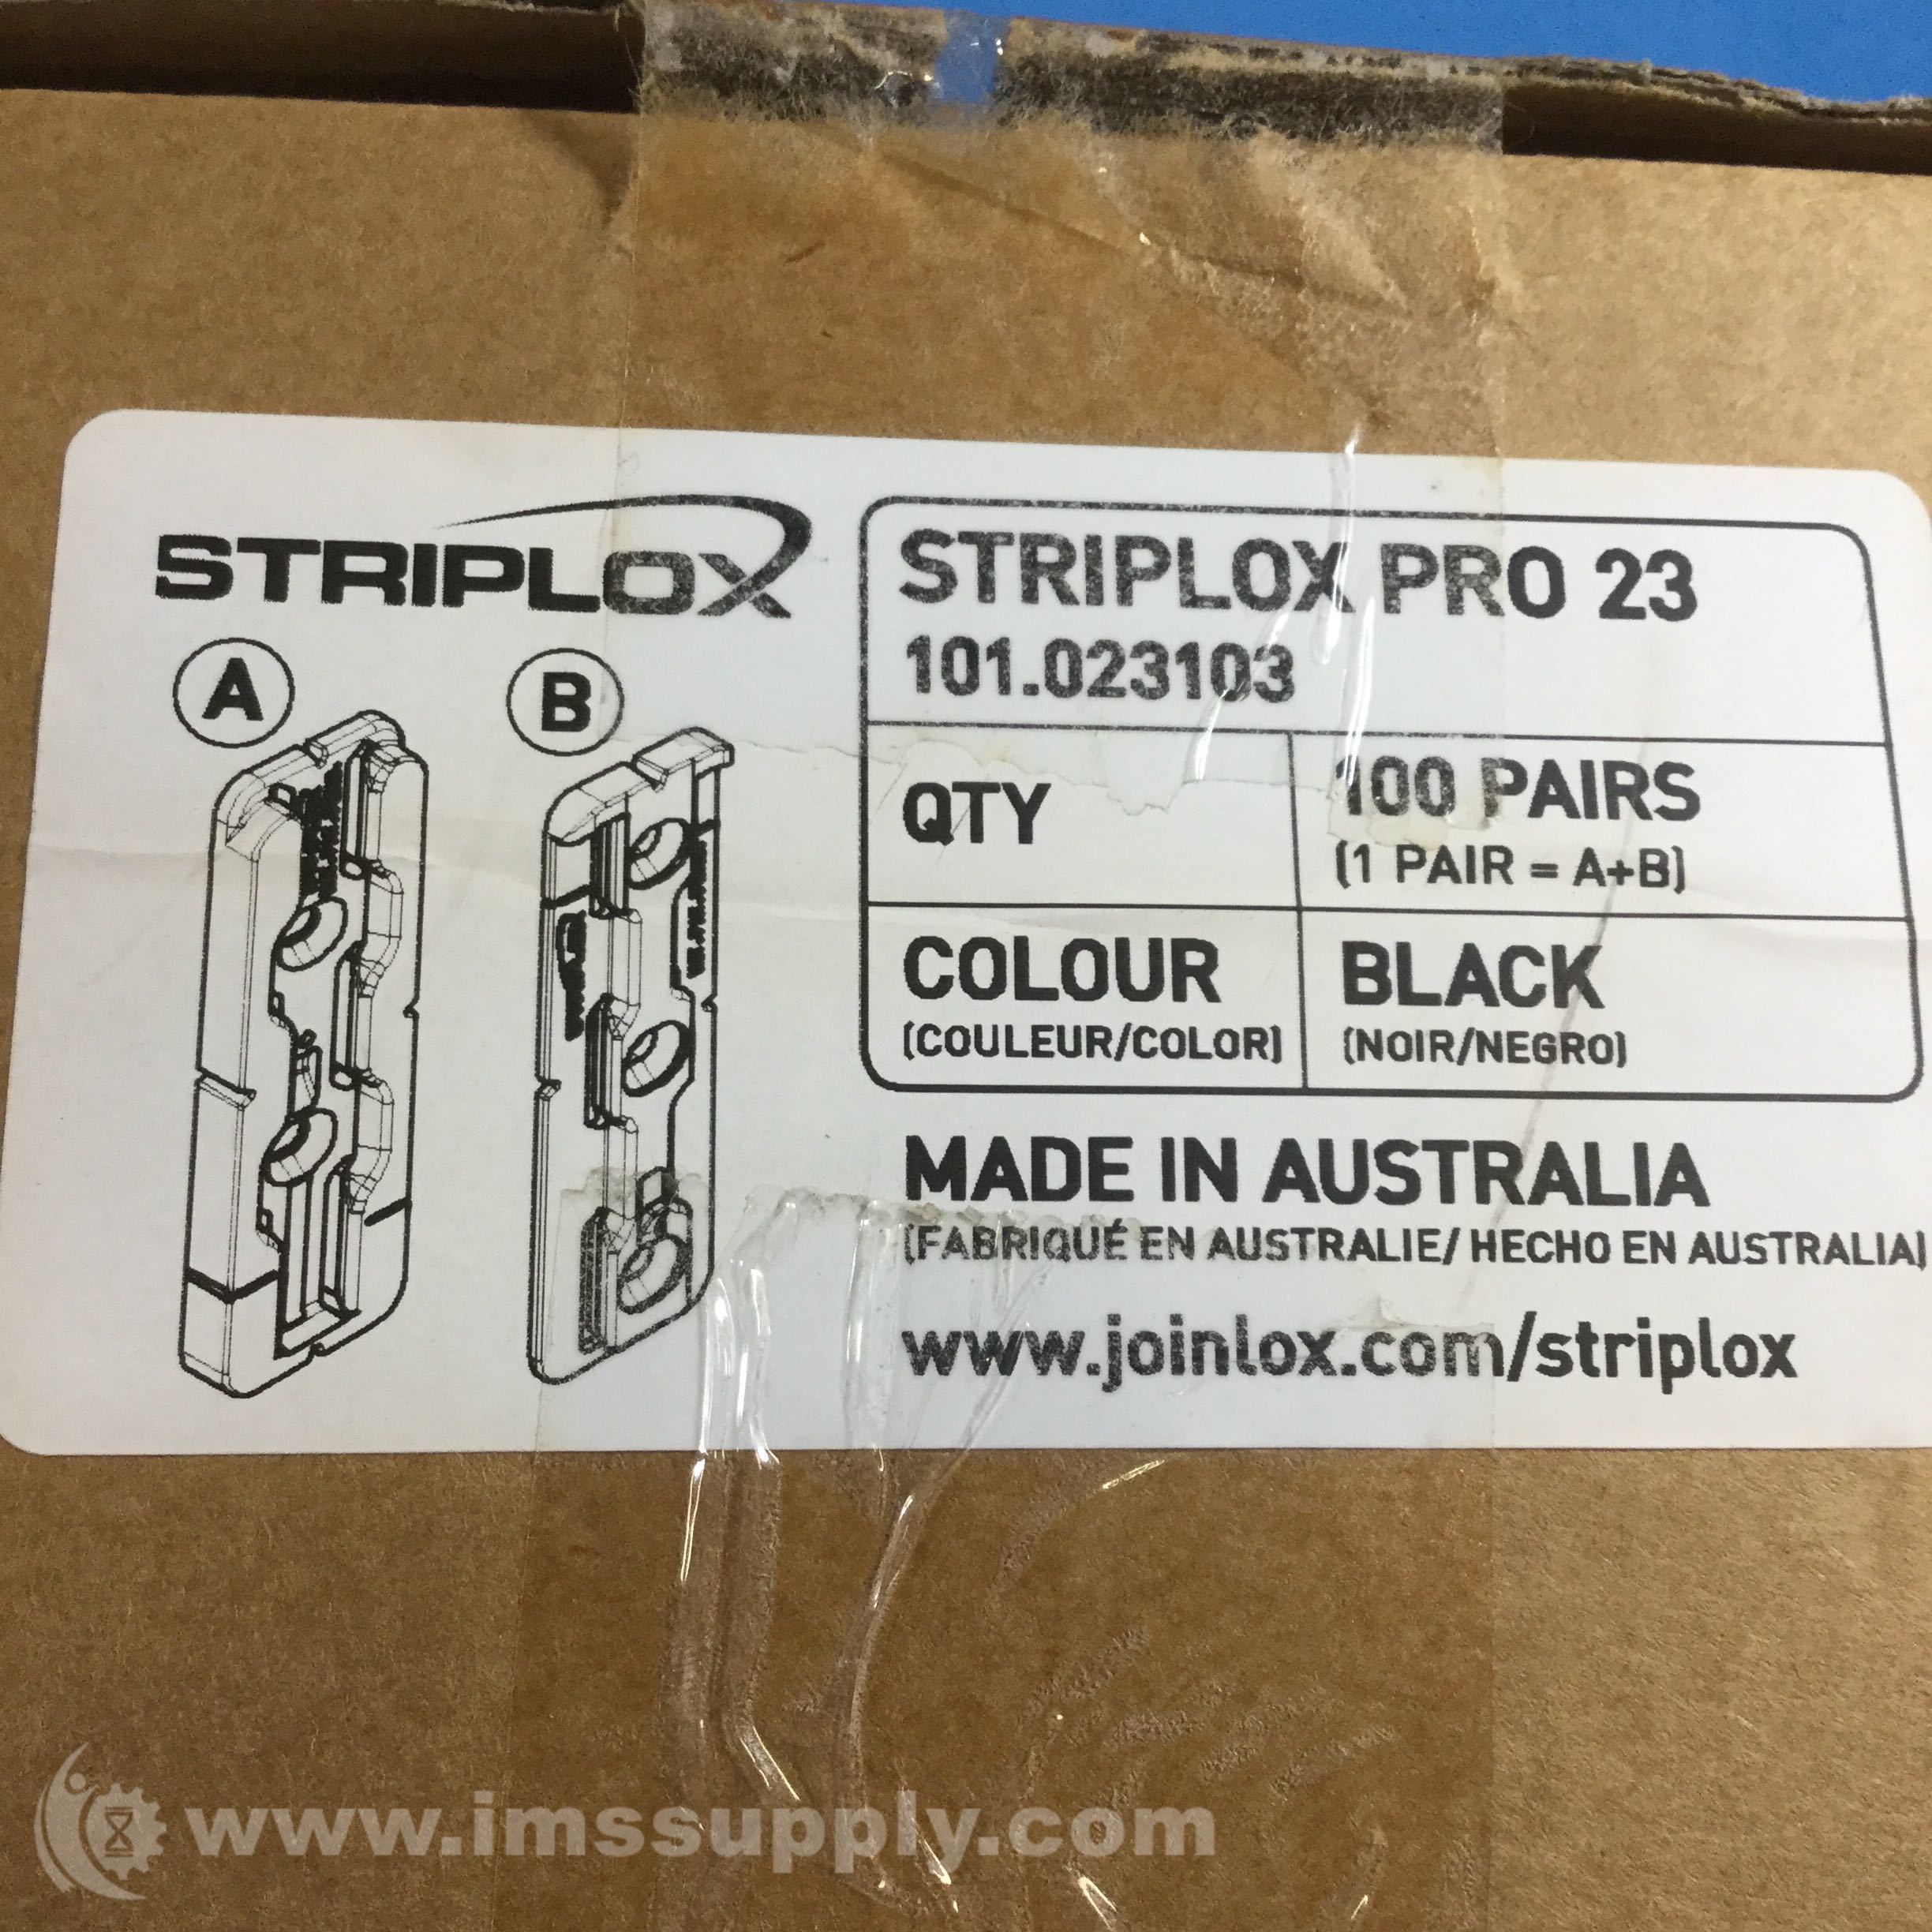 STRIPLOX
A
B
STRIPLOX PRO 23
101.023103
QTY
100 PAIRS
(1 PAIR = A+B)
COLOUR
(COULEUR/COLOR)
BLACK
(NOIR/NEGRO)
MADE IN AUSTRALIA
(FABRIQUÉ EN AUSTRALIE/ HECHO EN AUSTRALIA)
www.joinlox.com/striplox
www.imssupply.com